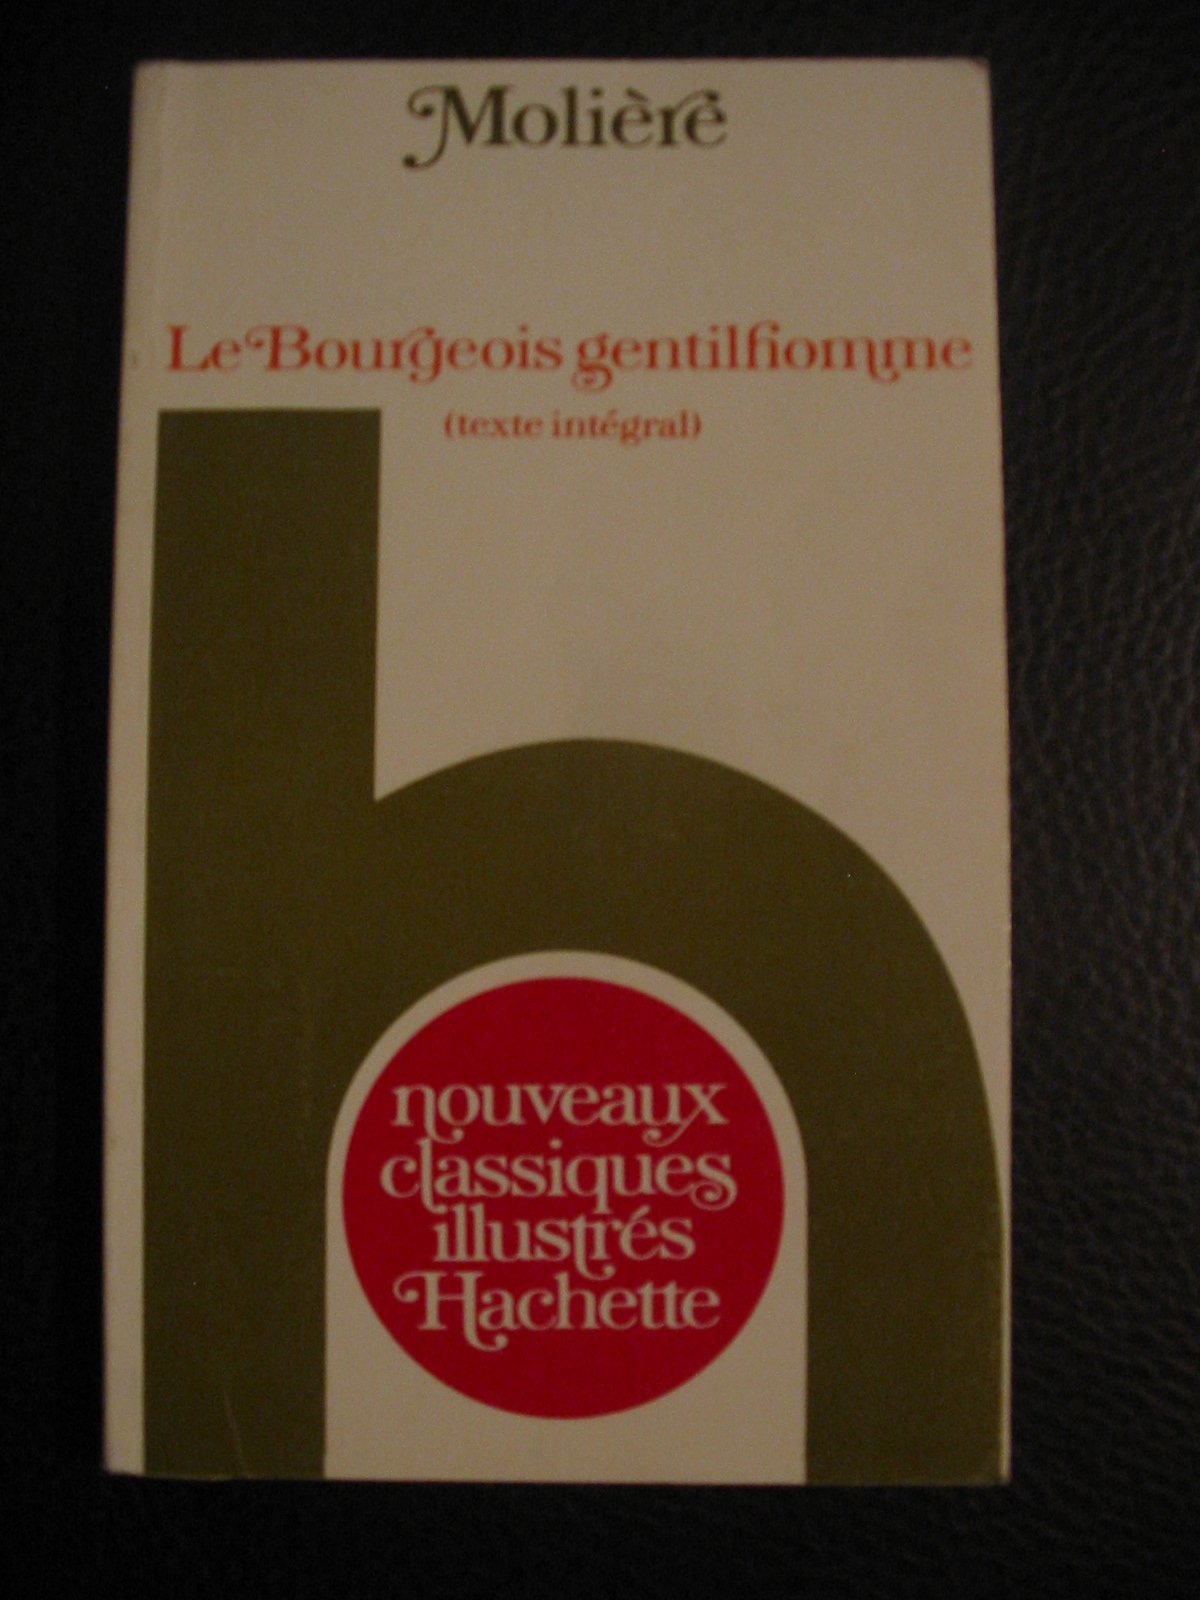 Molière
Le Bourgeois gentilhomme
(texte intégral)
h
nouveaux
classiques
illustrés
Hachette